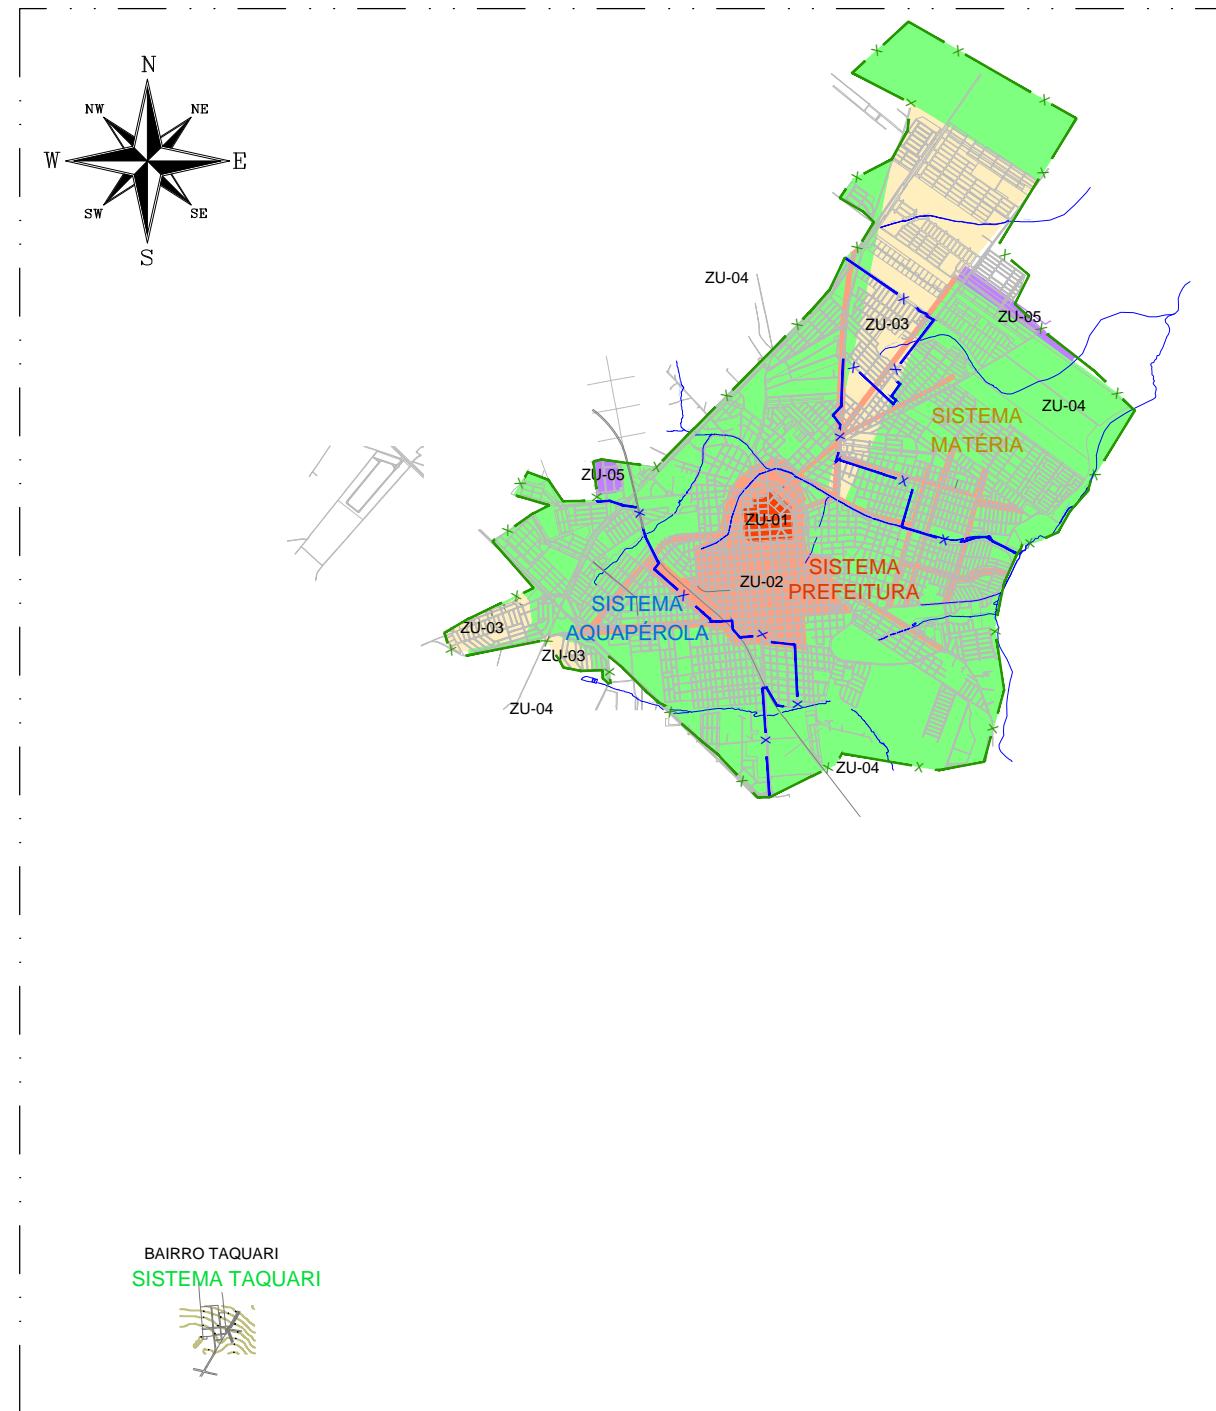 N
NW
NE
W
E
SW
SE
S
ZU-04
ZU-05
ZU-03
ZU-04
SISTEMA
MATÉRIA
ZU-05
ZU-01
SISTEMA
PREFEITURA
ZU-02
SISTEMA
AQUAPÉROLA
ZU-03
ZU-03
ZU-04
ZU-04
BAIRRO TAQUARI
SISTEMA TAQUARI